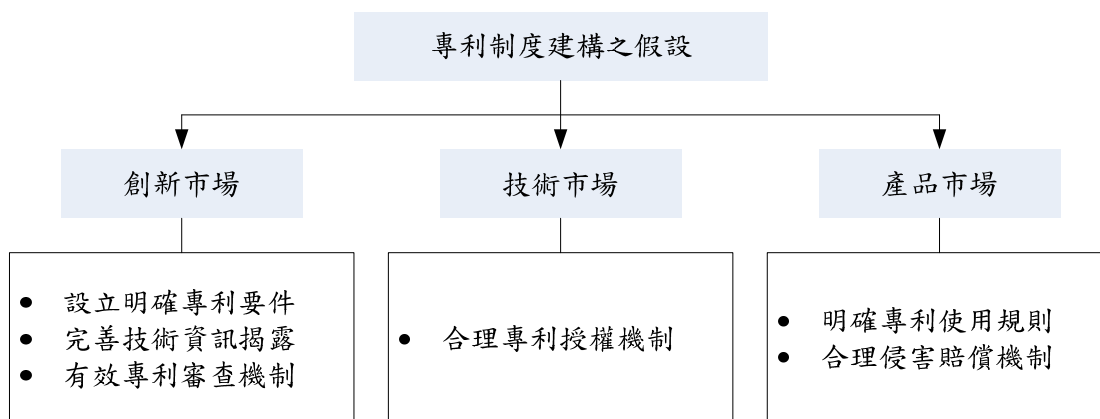 專利制度建構之假設
創新市場
技術市場
產品市場
• 設立明確專利要件
• 完善技術資訊揭露
• 有效專利審查機制
• 合理專利授權機制
• 明確專利使用規則
• 合理侵害賠償機制